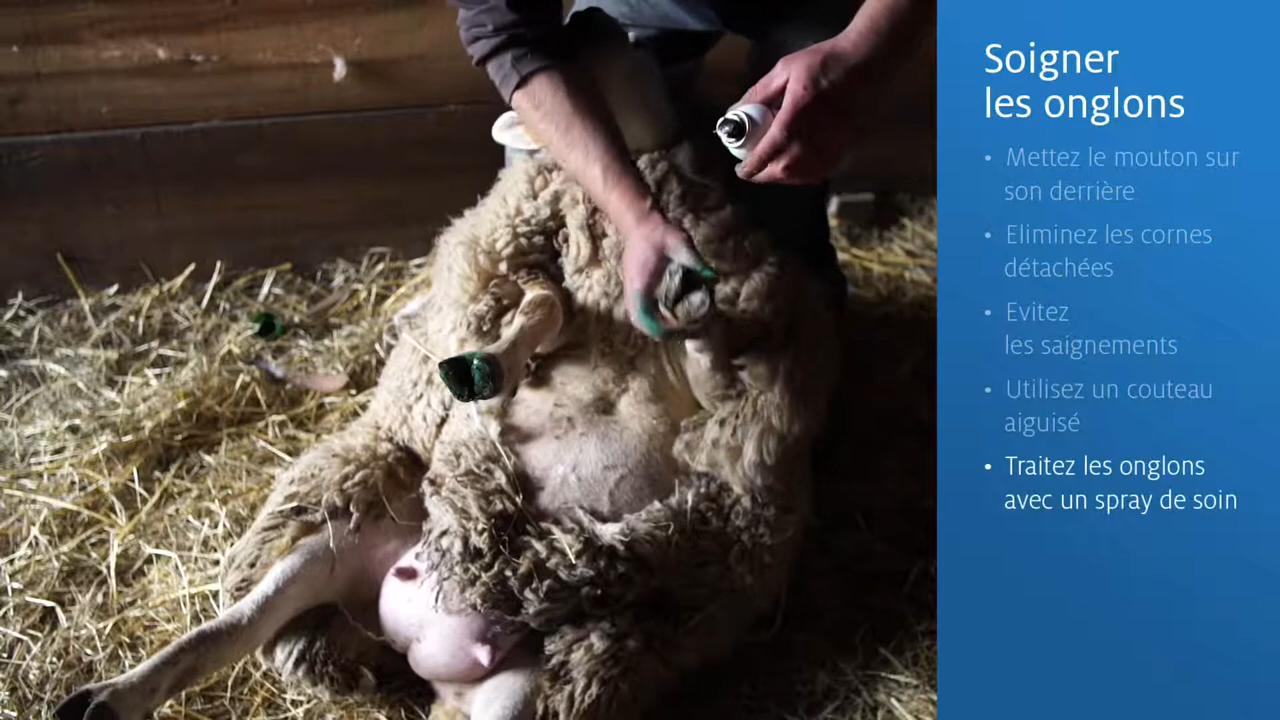 Soigner
les onglons
• Mettez le mouton sur
son derrière
• Eliminez les cornes
détachées
• Evitez
les saignements
• Utilisez un couteau
aiguisé
• Traitez les onglons
avec un spray de soin